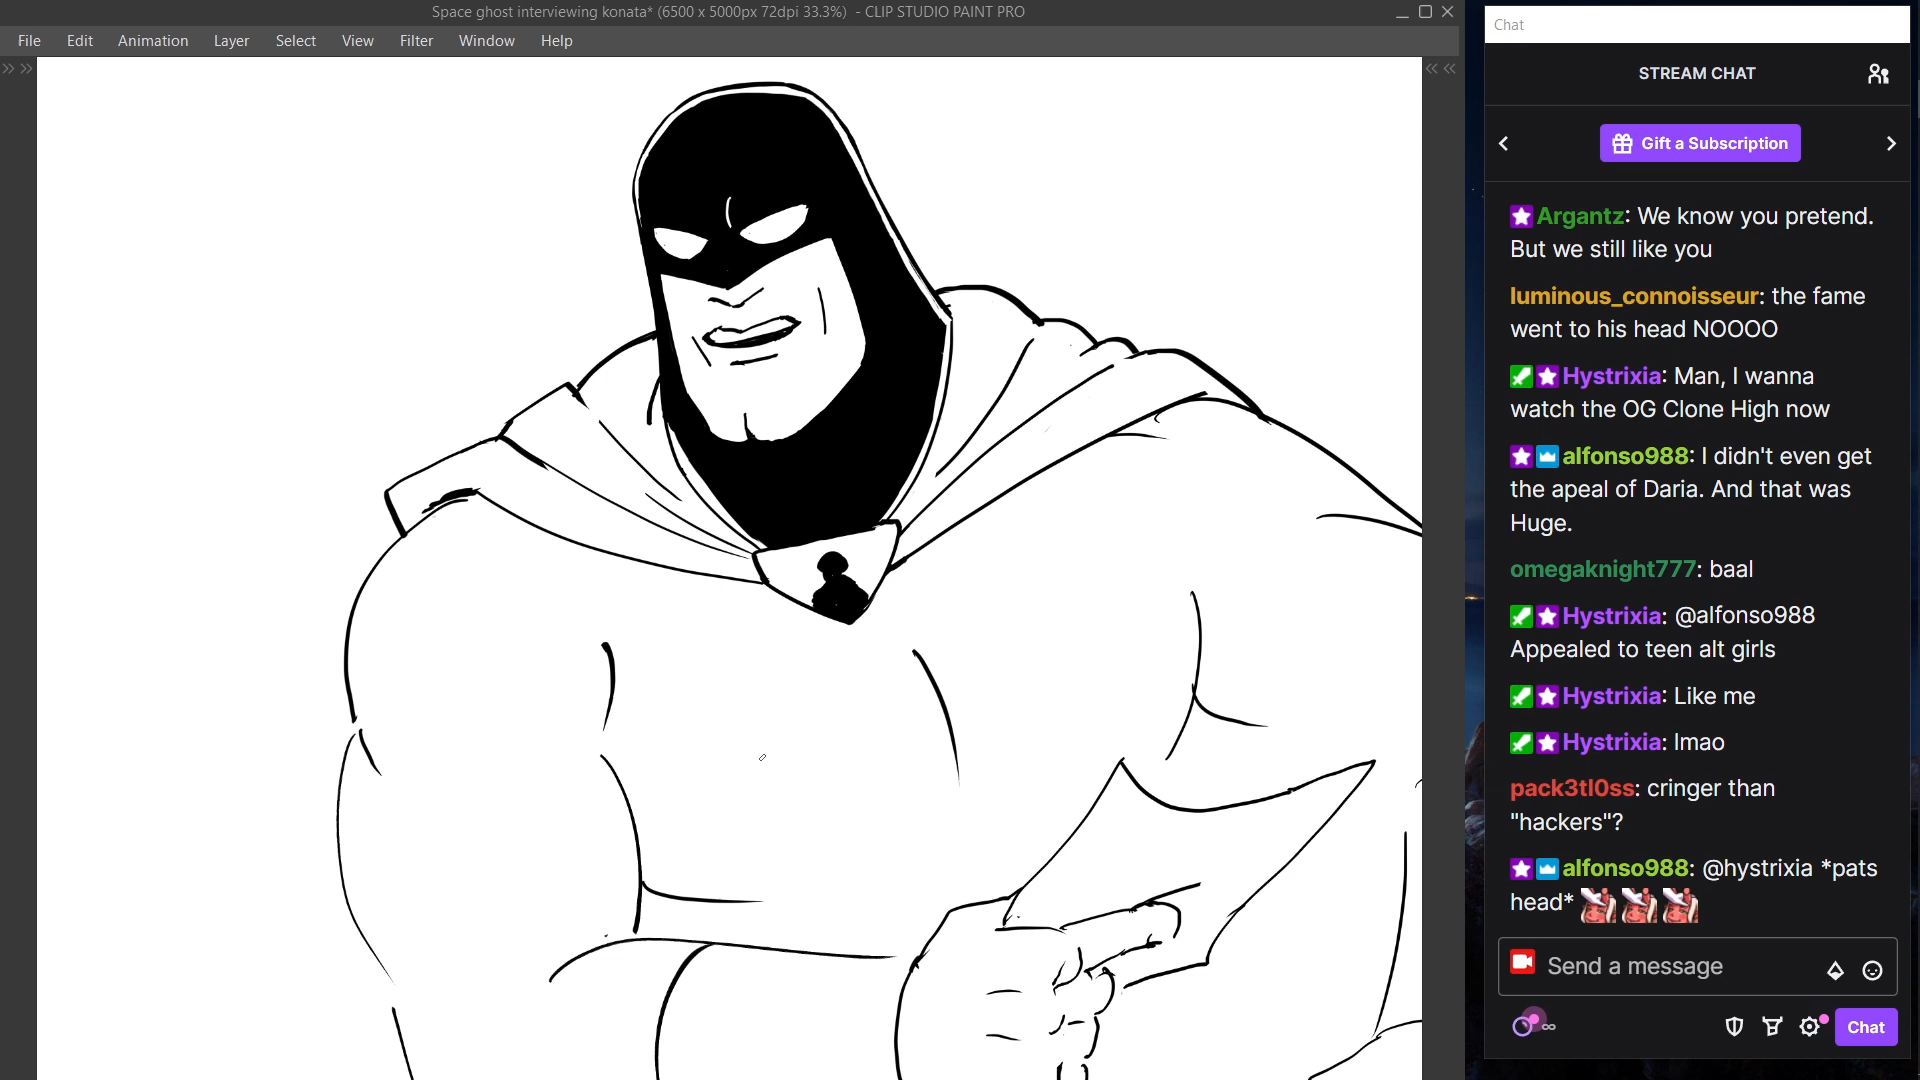 Space ghost interviewing konata* (6500 x 5000px 72dpi 33.3%) - CLIP STUDIO PAINT PRO
File Edit Animation Layer Select View Filter Window Help
Chat
STREAM CHAT
Gift a Subscription
Argantz: We know you pretend.
But we still like you
luminous_connoisseur: the fame
went to his head NOOOO
Hystrixia: Man, I wanna
watch the OG Clone High now
alfonso988: I didn't even get
the apeal of Daria. And that was
Huge.
omegaknight777: baal
Hystrixia: @alfonso988
Appealed to teen alt girls
Hystrixia: Like me
Hystrixia: lmao
pack3tl0ss: cringer than
"hackers"?
alfonso988: @hystrixia *pats
head*
Send a message
Chat